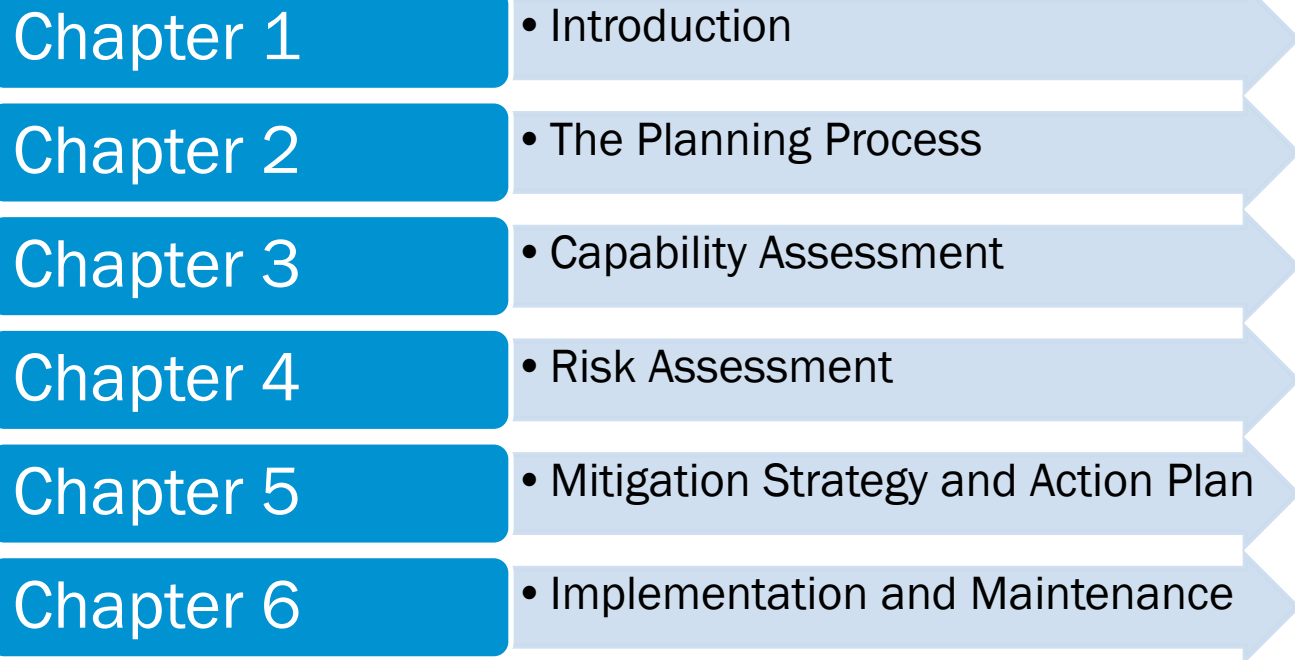 Chapter 1
• Introduction
Chapter 2
• The Planning Process
Chapter 3
• Capability Assessment
Chapter 4
• Risk Assessment
Chapter 5
• Mitigation Strategy and Action Plan
Chapter 6
• Implementation and Maintenance